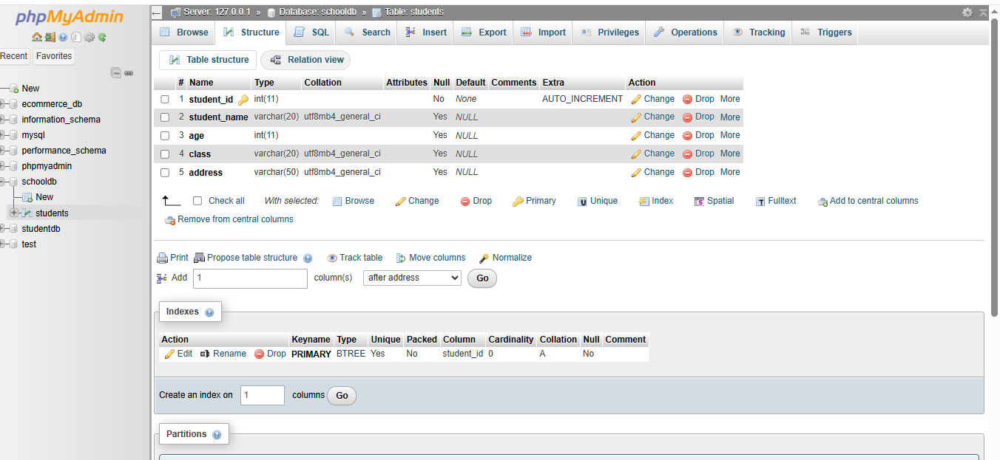 phpMyAdmin
Recent Favorites
New
ecommerce_db
information_schema
mysql
performance_schema
phpmyadmin
schooldb
New
students
studentdb
test
Server: 127.0.0.1 » Database: schooldb » Table: students
Browse Structure SQL Search Insert Export Import Privileges Operations Tracking Triggers
Table structure Relation view
# Name Type Collation Attributes Null Default Comments Extra Action
1 student_id int(11) No None AUTO_INCREMENT Change Drop More
2 student_name varchar(20) utf8mb4_general_ci Yes NULL Change Drop More
3 age int(11) Yes NULL Change Drop More
4 class varchar(20) utf8mb4_general_ci Yes NULL Change Drop More
5 address varchar(50) utf8mb4_general_ci Yes NULL Change Drop More
Check all With selected: Browse Change Drop Primary Unique Index Spatial Fulltext Add to central columns
Remove from central columns
Print Propose table structure Track table Move columns Normalize
Add 1 column(s) after address Go
Indexes
Action Keyname Type Unique Packed Column Cardinality Collation Null Comment
Edit Rename Drop PRIMARY BTREE Yes No student_id 0 A No
Create an index on 1 columns Go
Partitions